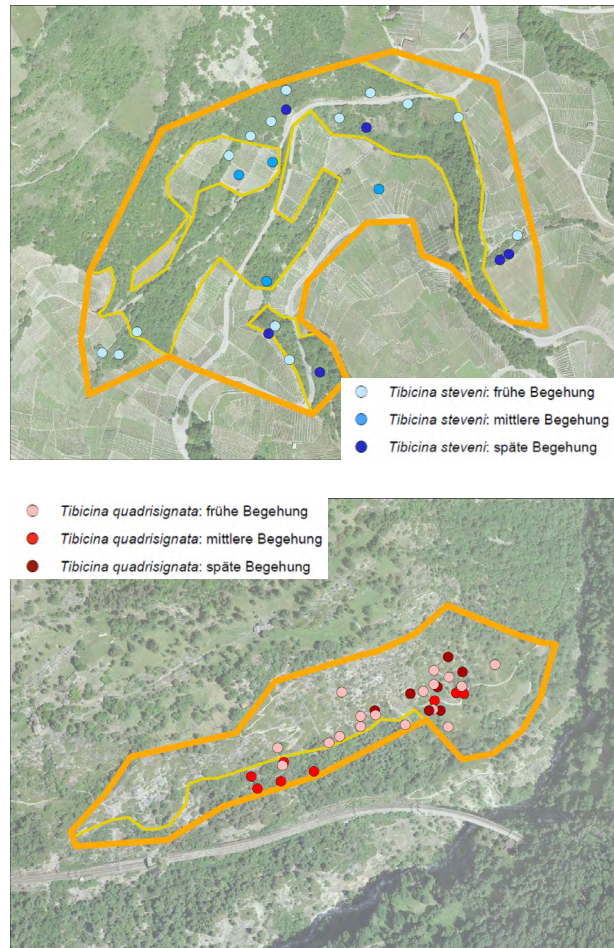 Tibicina steveni: frühe Begehung
Tibicina steveni: mittlere Begehung
Tibicina steveni: späte Begehung
Tibicina quadrisignata: frühe Begehung
Tibicina quadrisignata: mittlere Begehung
Tibicina quadrisignata: späte Begehung